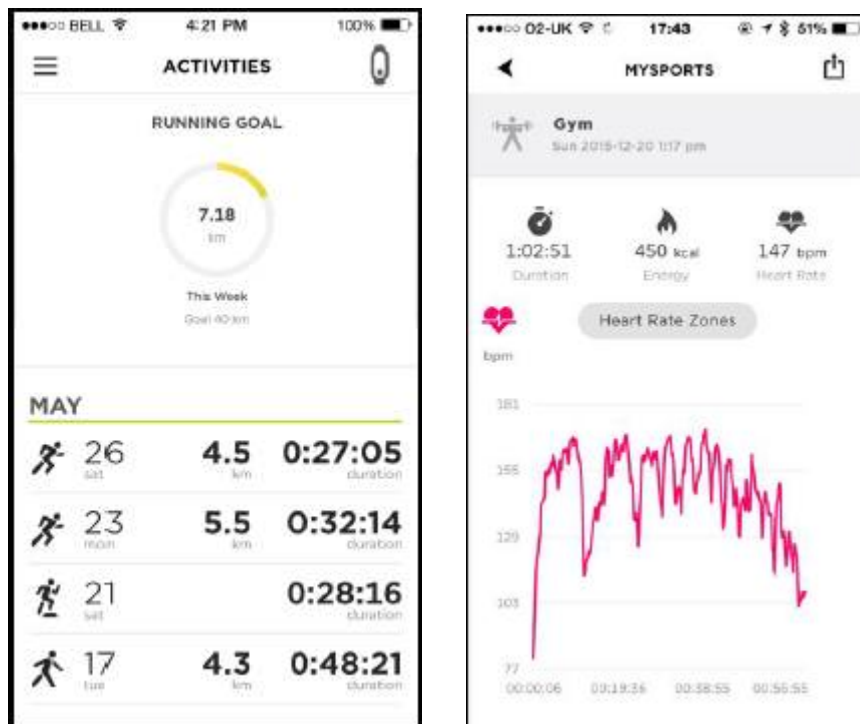 BELL 4:21 PM 100%
ACTIVITIES
RUNNING GOAL
7.18
km
This Week
Goal 40 km
MAY
26 4.5 0:27:05
sat km duration
23 5.5 0:32:14
mon km duration
21 0:28:16
sat duration
17 4.3 0:48:21
tue km duration
O2-UK 17:43 51%
MYSPORTS
Gym
Sun 2015-12-20 1:17 pm
1:02:51 450 kcal 147 bpm
Duration Energy Heart Rate
Heart Rate Zones
bpm
181
155
129
103
77
00:00:06 00:19:36 00:38:55 00:56:55